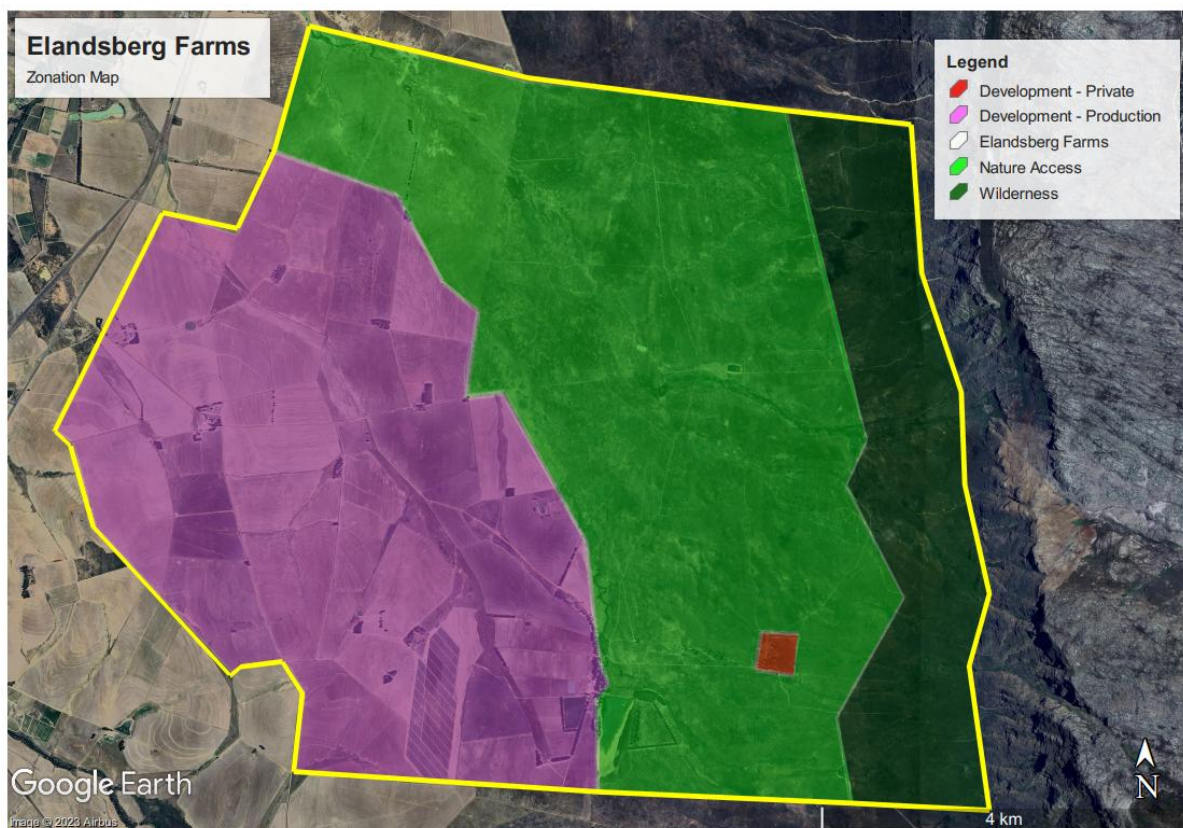 Elandsberg Farms
Zonation Map
Legend
Development - Private
Development - Production
Elandsberg Farms
Nature Access
Wilderness
Google Earth
Image © 2023 Airbus
4 km
N